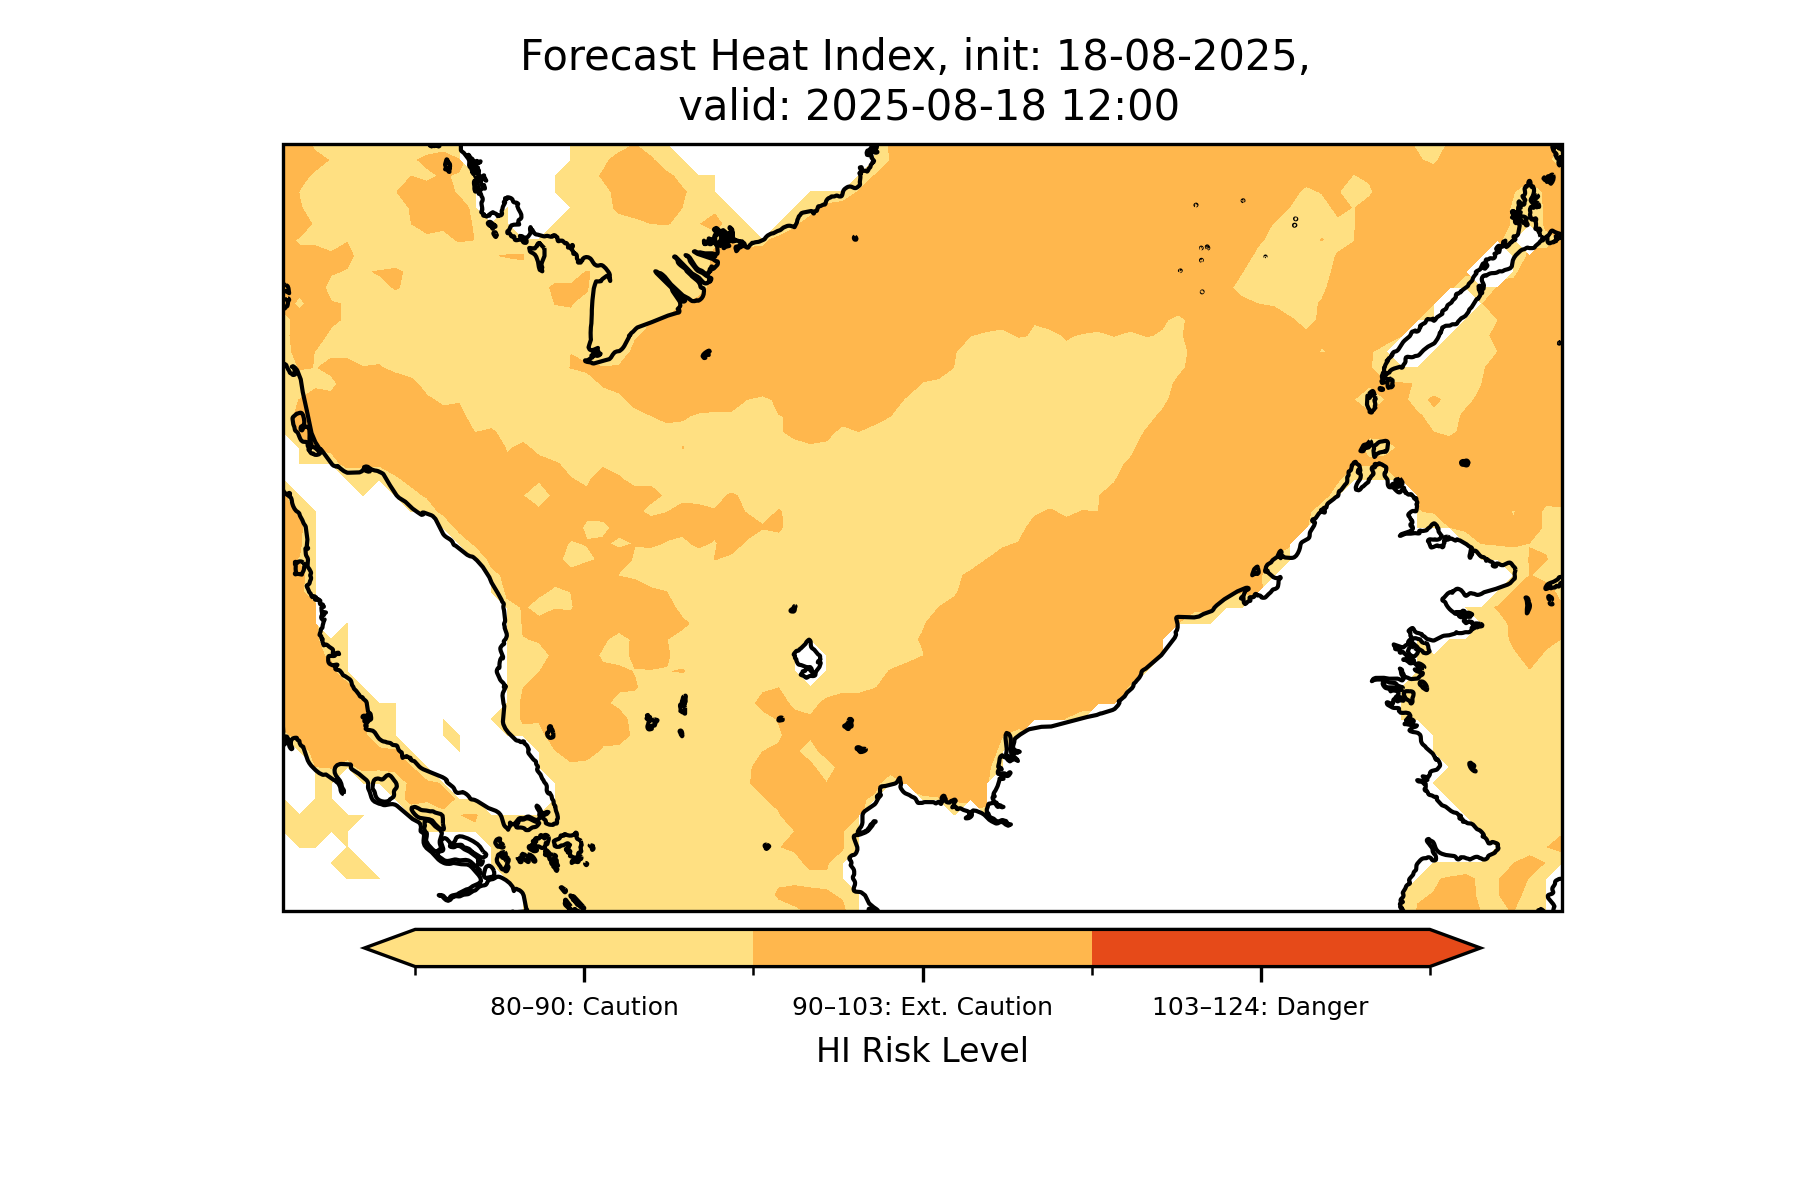 Forecast Heat Index, init: 18-08-2025,
valid: 2025-08-18 12:00
80–90: Caution
90–103: Ext. Caution
103–124: Danger
HI Risk Level